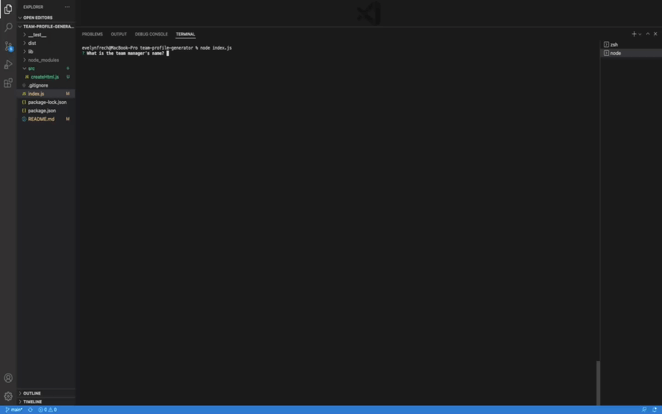 EXPLORER
OPEN EDITORS
TEAM-PROFILE-GENERA...
__test__
dist
lib
node_modules
src
createHtml.js U
.gitignore
index.js M
package-lock.json
package.json
README.md M
OUTLINE
TIMELINE
PROBLEMS OUTPUT DEBUG CONSOLE TERMINAL
evelynfrech@MacBook-Pro team-profile-generator % node index.js
? What is the team manager's name?
zsh
node
main* 0 0